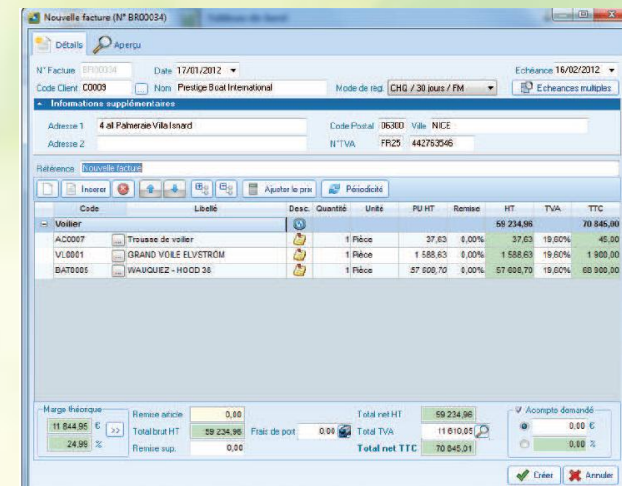 Nouvelle facture (N° BR00034)
Détails Aperçu
N° Facture BR00034 Date 17/01/2012 Echéance 16/02/2012
Code Client C0009 Nom Prestige Boat International Mode de reg. CHQ / 30 jours / FM Echeances multiples
Informations supplémentaires
Adresse 1 4 all Palmeraie Villa Isnard Code Postal 06300 Ville NICE
Adresse 2 N°TVA FR25 442763546
Référence Nouvelle facture
Insérer Ajuster le prix Périodicité
Code Libellé Desc. Quantité Unité PU HT Remise HT TVA TTC
Voilier 59 234,96 70 845,00
AC0007 ... Trousse de voilier 1 Pièce 37,63 0,00% 37,63 19,60% 45,00
VL0001 ... GRAND VOILE ELVSTRÖM 1 Pièce 1 588,63 0,00% 1 588,63 19,60% 1 900,00
BAT0005 ... WAUQUEZ - HOOD 38 1 Pièce 57 608,70 0,00% 57 608,70 19,60% 68 900,00
Marge théorique Remise article 0,00 Total net HT 59 234,96 Acompte demandé
11 844,95 € >> Total brut HT 59 234,96 Frais de port 0,00 Total TVA 11 610,05 0,00 €
24,99 % Remise sup. 0,00 Total net TTC 70 845,01 0,00 %
Créer Annuler